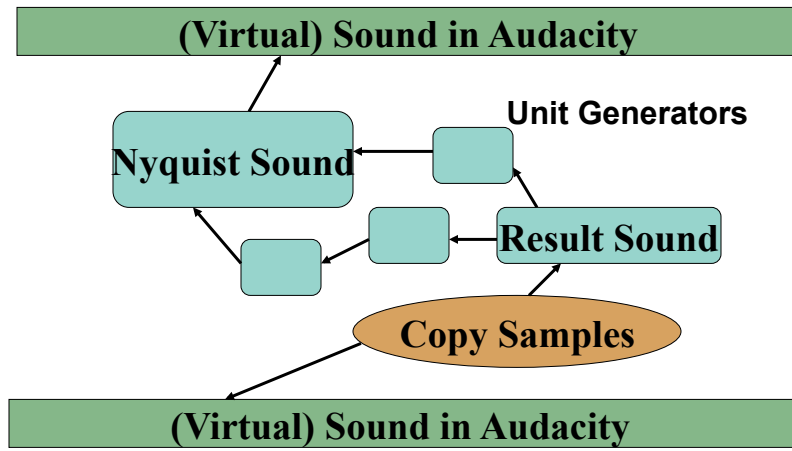 (Virtual) Sound in Audacity
Unit Generators
Nyquist Sound
Result Sound
Copy Samples
(Virtual) Sound in Audacity